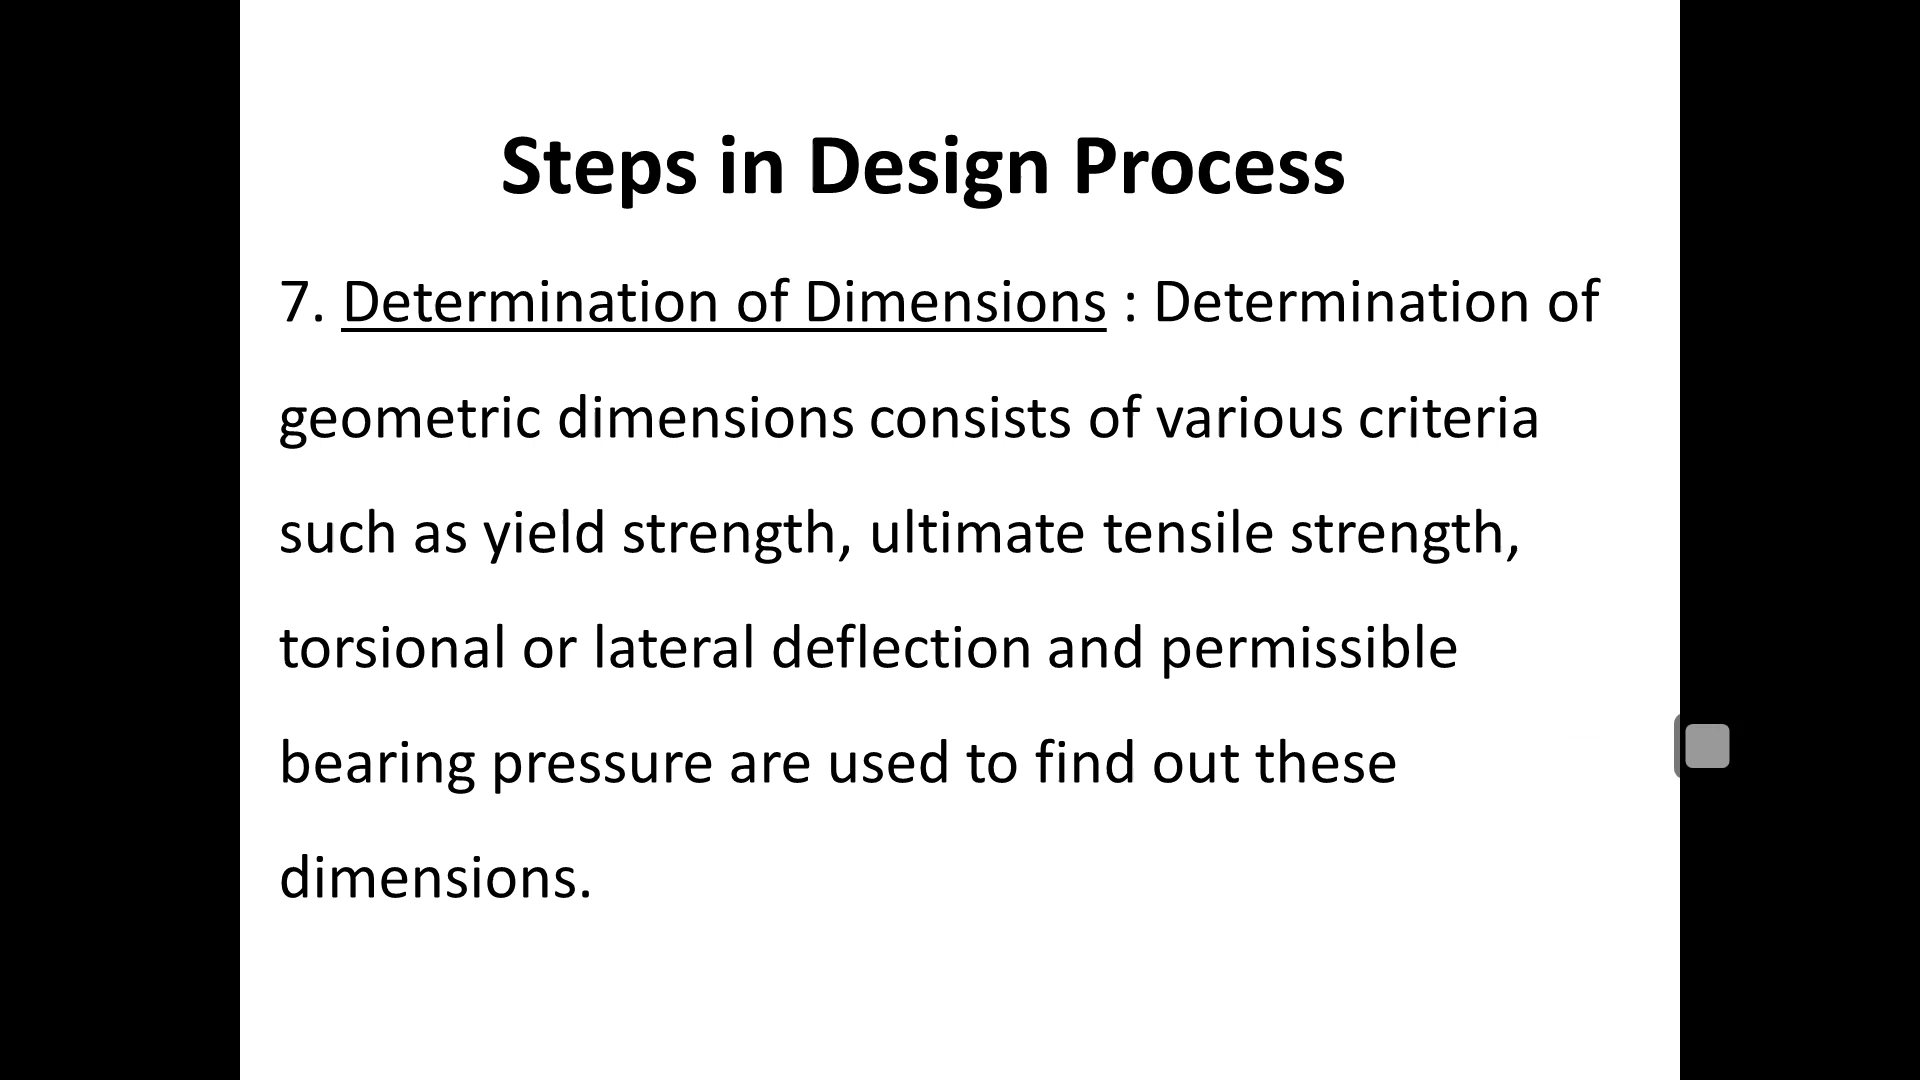 Steps in Design Process
7. Determination of Dimensions : Determination of
geometric dimensions consists of various criteria
such as yield strength, ultimate tensile strength,
torsional or lateral deflection and permissible
bearing pressure are used to find out these
dimensions.